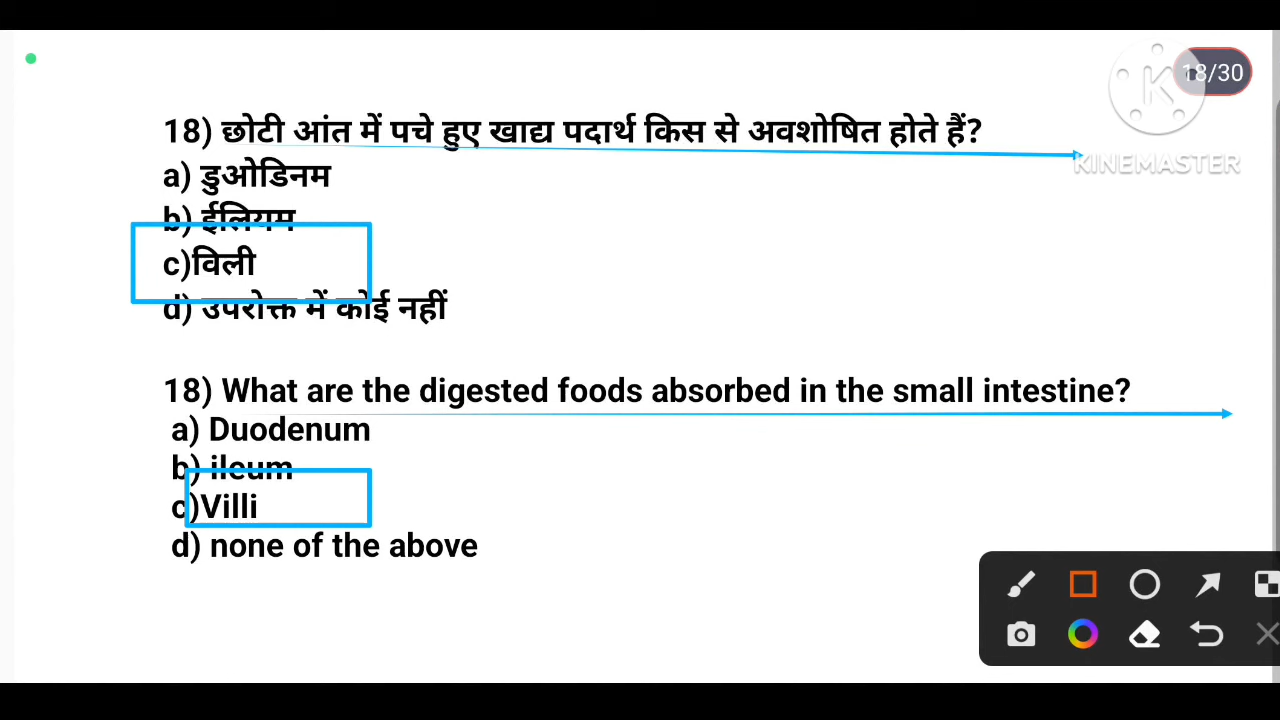 18/30
KINEMASTER
18) छोटी आंत में पचे हुए खाद्य पदार्थ किस से अवशोषित होते हैं?
a) डुओडिनम
b) ईलियम
c)विली
d) उपरोक्त में कोई नहीं
18) What are the digested foods absorbed in the small intestine?
a) Duodenum
b) ileum
c)Villi
d) none of the above